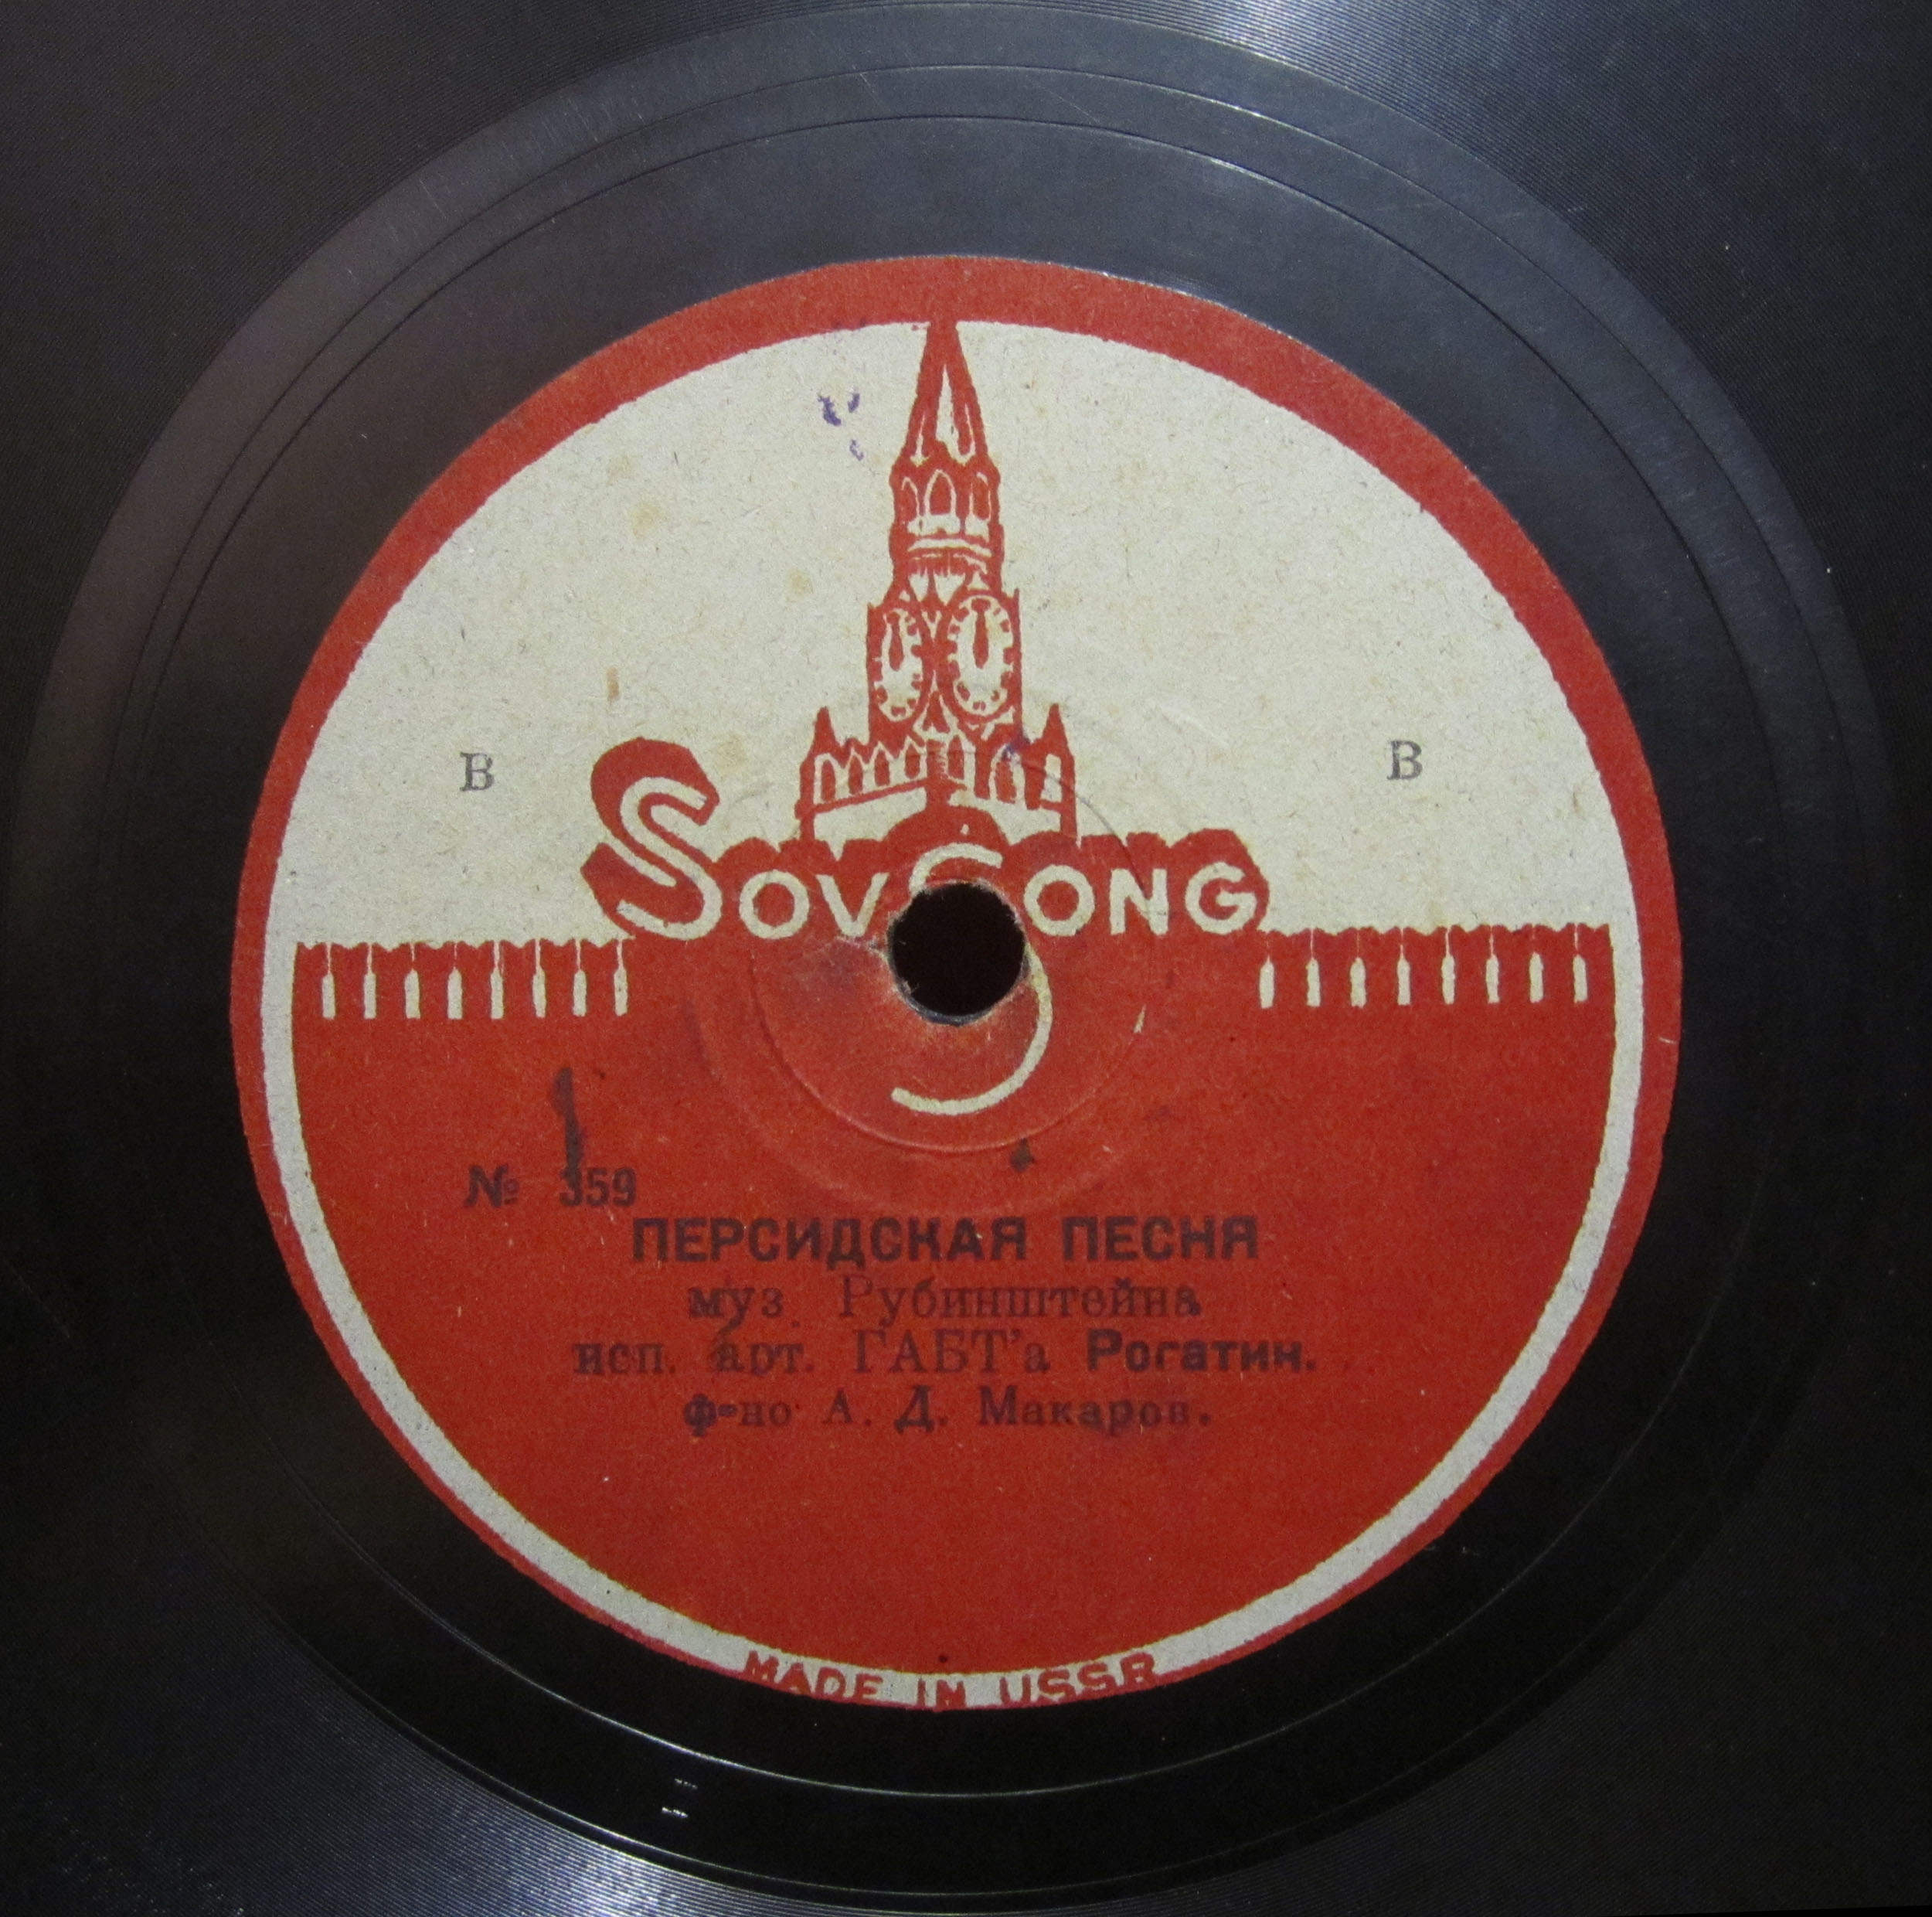 В В
SovSong
№ 359
ПЕРСИДСКАЯ ПЕСНЯ
муз. Рубинштейна
исп. арт. ГАБТ'а Рогатин.
ф-но А. Д. Макаров.
MADE IN USSR